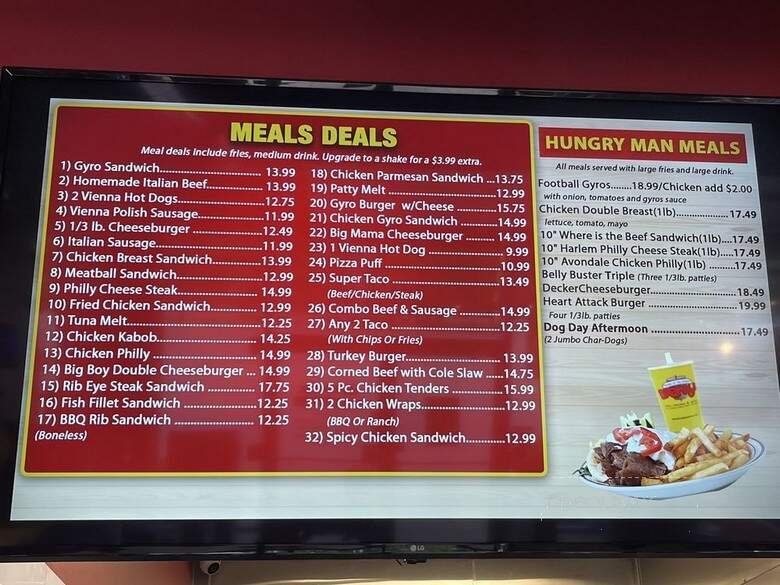 MEALS DEALS
Meal deals include fries, medium drink. Upgrade to a shake for a $3.99 extra.
1) Gyro Sandwich............ 13.99
2) Homemade Italian Beef............ 13.99
3) 2 Vienna Hot Dogs............ 12.75
4) Vienna Polish Sausage............ 11.99
5) 1/3 lb. Cheeseburger ............ 12.49
6) Italian Sausage............ 11.99
7) Chicken Breast Sandwich............ 13.99
8) Meatball Sandwich............ 12.99
9) Philly Cheese Steak............ 14.99
10) Fried Chicken Sandwich............ 12.99
11) Tuna Melt............ 12.25
12) Chicken Kabob............ 14.25
13) Chicken Philly ............ 14.99
14) Big Boy Double Cheeseburger ... 14.99
15) Rib Eye Steak Sandwich ............ 17.75
16) Fish Fillet Sandwich ............ 12.25
17) BBQ Rib Sandwich ............ 12.25
(Boneless)
18) Chicken Parmesan Sandwich ...13.75
19) Patty Melt ............12.99
20) Gyro Burger w/Cheese ............15.75
21) Chicken Gyro Sandwich ............ 14.99
22) Big Mama Cheeseburger ............ 14.99
23) 1 Vienna Hot Dog ............ 9.99
24) Pizza Puff ............10.99
25) Super Taco ............13.49
(Beef/Chicken/Steak)
26) Combo Beef & Sausage ............14.99
27) Any 2 Taco ............12.25
(With Chips Or Fries)
28) Turkey Burger............ 13.99
29) Corned Beef with Cole Slaw ......14.75
30) 5 Pc. Chicken Tenders ............15.99
31) 2 Chicken Wraps............12.99
(BBQ Or Ranch)
32) Spicy Chicken Sandwich............12.99
HUNGRY MAN MEALS
All meals served with large fries and large drink.
Football Gyros.......18.99/Chicken add $2.00
with onion, tomatoes and gyros sauce
Chicken Double Breast(1lb)............17.49
lettuce, tomato, mayo
10" Where is the Beef Sandwich(1lb)....17.49
10" Harlem Philly Cheese Steak(1lb).....17.49
10" Avondale Chicken Philly(1lb) ............17.49
Belly Buster Triple (Three 1/3lb. patties)
DeckerCheeseburger............18.49
Heart Attack Burger ............19.99
Four 1/3lb. patties
Dog Day Afternoon ............17.49
(2 Jumbo Char-Dogs)
LG